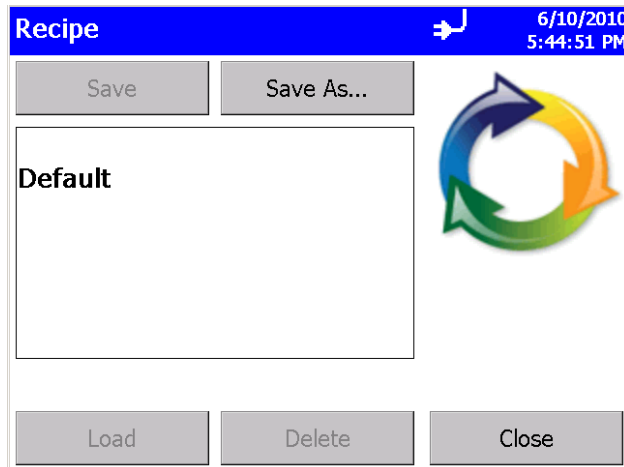 Recipe
6/10/2010
5:44:51 PM
Save
Save As...
Default
Load
Delete
Close